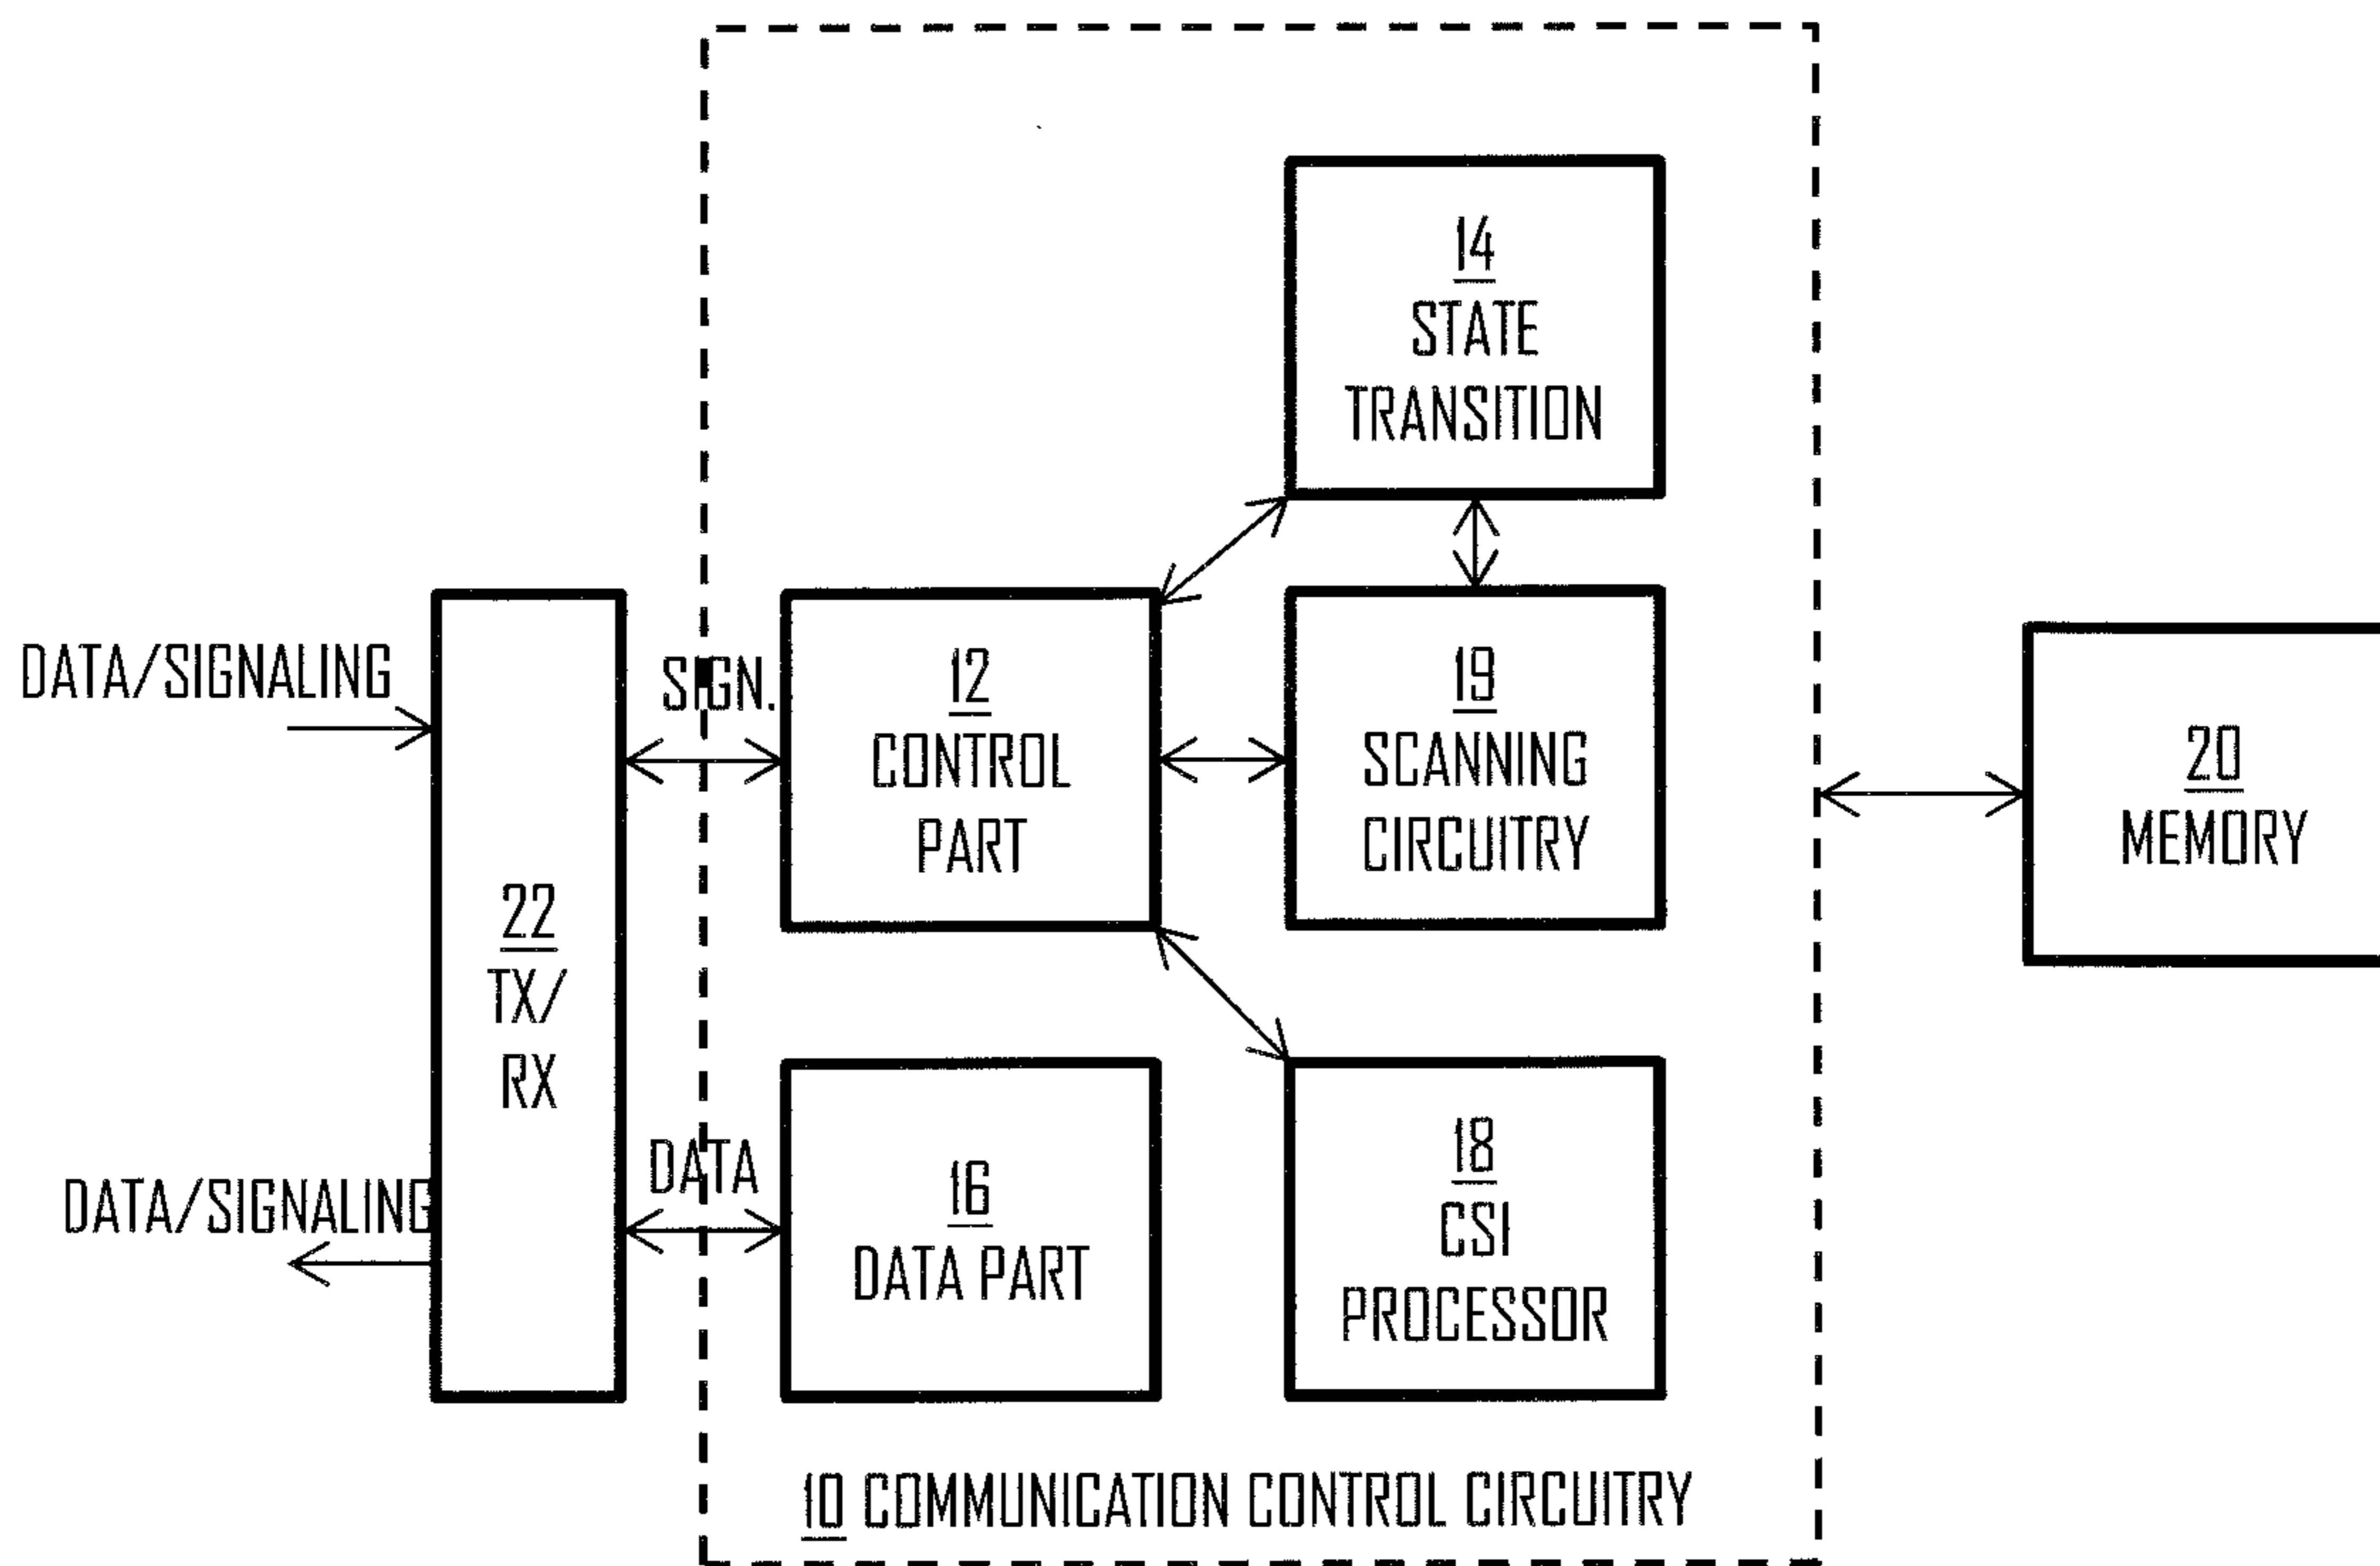 14
STATE
TRANSITION
DATA/SIGNALING
SIGN.
12
CONTROL
PART
19
SCANNING
CIRCUITRY
20
MEMORY
22
TX/
RX
DATA/SIGNALING
DATA
16
DATA PART
18
CSI
PROCESSOR
10 COMMUNICATION CONTROL CIRCUITRY